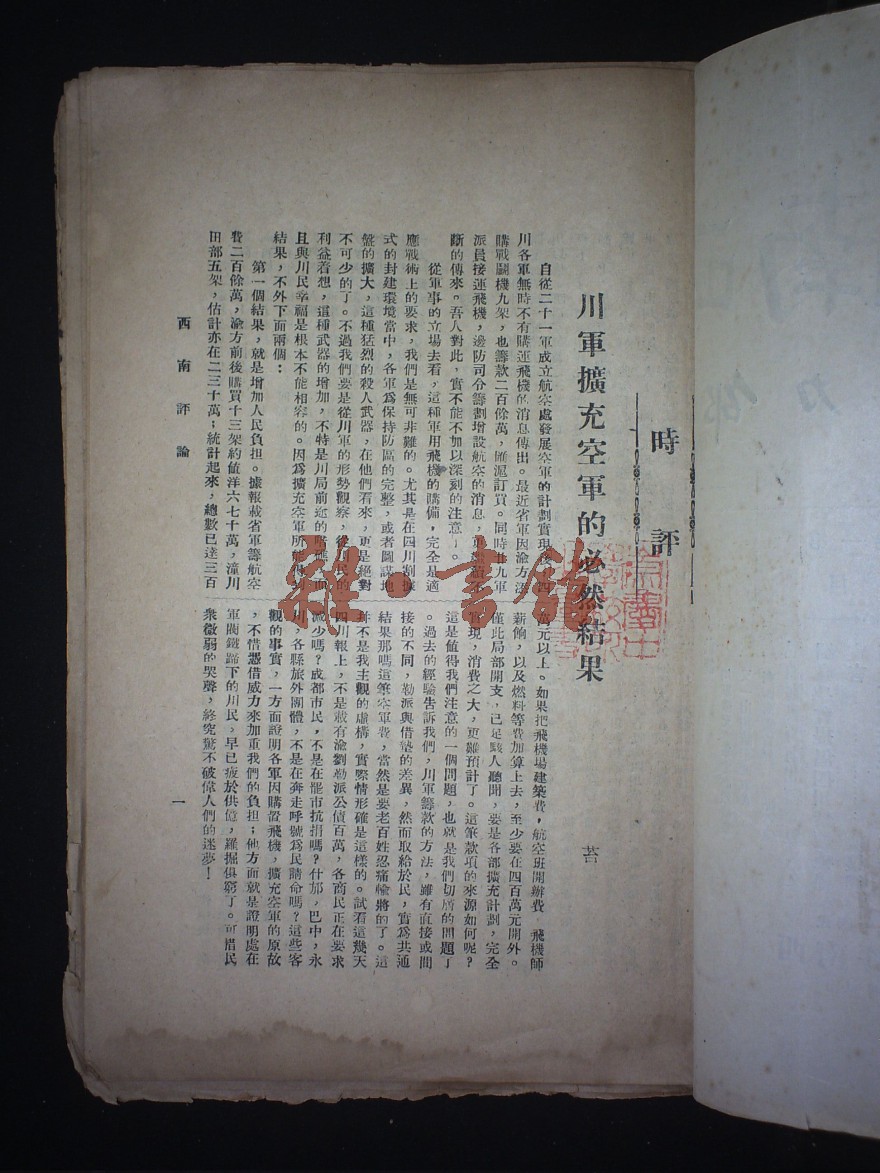 時評
川軍擴充空軍的必然結果
苔
自從二十一軍成立航空處發展空軍的計劃實現後,四
川各軍無時不有購運飛機的消息傳出。最近省軍因渝方添
購戰鬭機九架,也籌款二百餘萬,匯滬訂買。同時廿九軍
派員接運飛機,邊防司令籌劃增設航空的消息,更繼續不
斷的傳來。吾人對此,實不能不加以深刻的注意!。
從軍事的立場去看,這種軍用飛機的購備,完全是適
應戰術上的要求,我們是無可非難的。尤其是在四川割據
式的封建環境當中,各軍爲保持防區的完整,或者圖謀地
盤的擴大,這種猛烈的殺人武器,在他們看來,更是絕對
不可少的了。不過我們要是從川軍的形勢觀察,從川民的
利益着想,這種武器的增加,不特是川局前途的暗礁,而
且與川民幸福是根本不能相容的。因爲擴充空軍所能得到
結果,不外下面兩個:
第一個結果,就是增加人民負担。據報載省軍籌航空
費二百餘萬,渝方前後購買十三架約値洋六七十萬,潼川
田部五架,估計亦在二三十萬;統計起來,總數已達三百
萬元以上。如果把飛機場建築費,航空班開辦費 飛機師
薪餉,以及燃料等費加算上去,至少要在四百萬元開外。
僅此局部開支,已足駭人聽聞,要是各部擴充計劃,完全
實現,消費之大,更難預計了。這筆款項的來源如何呢?
這是値得我們注意的一個問題,也就是我們切膚的問題了
。過去的經驗告訴我們,川軍籌款的方法,雖有直接或間
接的不同,勒派與借墊的差異,然而取給於民,實爲共通
結果那嗎這筆空軍費,當然是要老百姓忍痛輸將的了。這
并不是我主觀的虛構,實際情形確是這樣的。試看這幾天
四川報上,不是載有渝劉勒派公債百萬,各商民正在要求
減少嗎?成都市民,不是在罷市抗捐嗎?什邡,巴中,永
川,各縣旅外團體,不是在奔走呼號爲民請命嗎?這些客
觀的事實,一方面證明各軍因購置飛機,擴充空軍的原故
,不惜憑借威力來加重我們的負担;他方面就是證明處在
軍閥鐵蹄下的川民,早已疲於供億,羅掘俱窮了。可惜民
衆微弱的哭聲,終究驚不破偉人們的迷夢!
西南評論
一
雜·書館